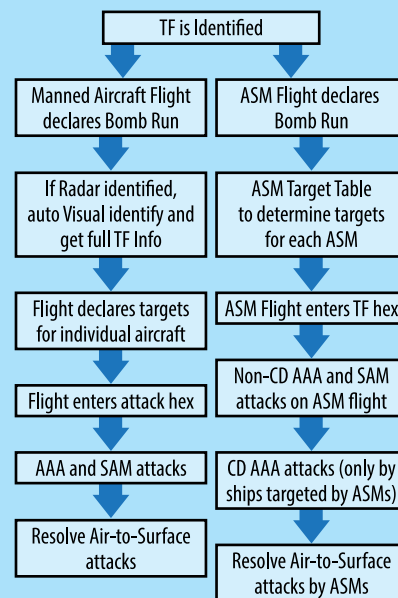 TF is Identified
Manned Aircraft Flight
declares Bomb Run
If Radar identified,
auto Visual identify and
get full TF Info
Flight declares targets
for individual aircraft
Flight enters attack hex
AAA and SAM attacks
Resolve Air-to-Surface
attacks
ASM Flight declares
Bomb Run
ASM Target Table
to determine targets
for each ASM
ASM Flight enters TF hex
Non-CD AAA and SAM
attacks on ASM flight
CD AAA attacks (only by
ships targeted by ASMs)
Resolve Air-to-Surface
attacks by ASMs